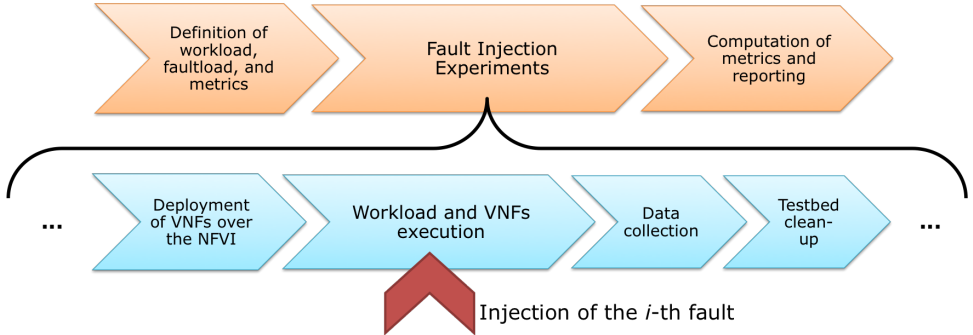 Definition of
workload,
faultload, and
metrics
Fault Injection
Experiments
Computation of
metrics and
reporting
...
Deployment
of VNFs over
the NFVI
Workload and VNFs
execution
Data
collection
Testbed
clean-
up
...
Injection of the i-th fault